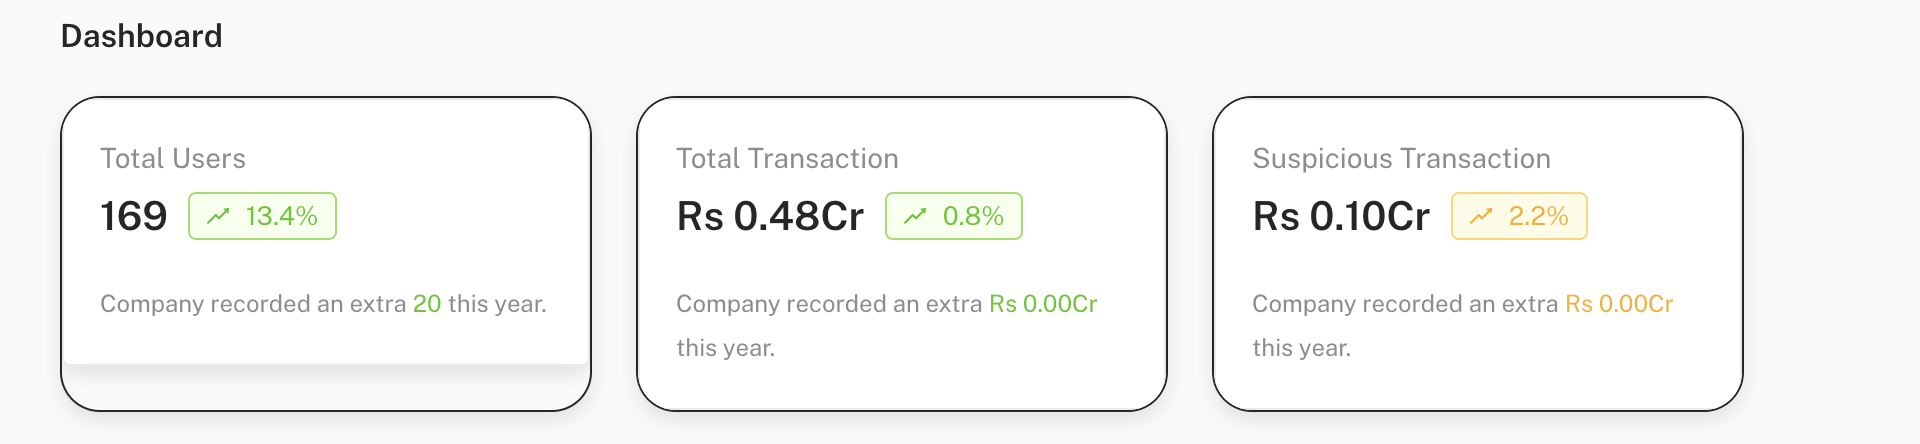 Dashboard
Total Users
169 13.4%
Company recorded an extra 20 this year.
Total Transaction
Rs 0.48Cr 0.8%
Company recorded an extra Rs 0.00Cr
this year.
Suspicious Transaction
Rs 0.10Cr 2.2%
Company recorded an extra Rs 0.00Cr
this year.